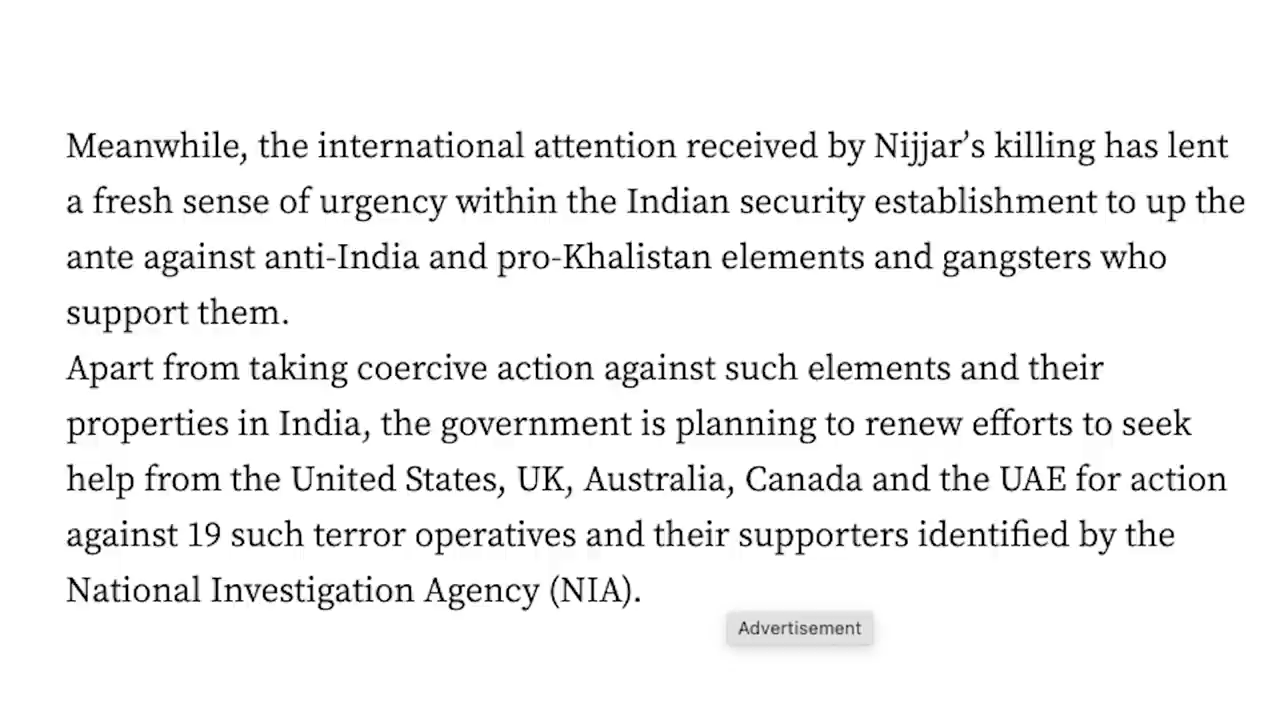 Meanwhile, the international attention received by Nijjar’s killing has lent
a fresh sense of urgency within the Indian security establishment to up the
ante against anti-India and pro-Khalistan elements and gangsters who
support them.
Apart from taking coercive action against such elements and their
properties in India, the government is planning to renew efforts to seek
help from the United States, UK, Australia, Canada and the UAE for action
against 19 such terror operatives and their supporters identified by the
National Investigation Agency (NIA).
Advertisement